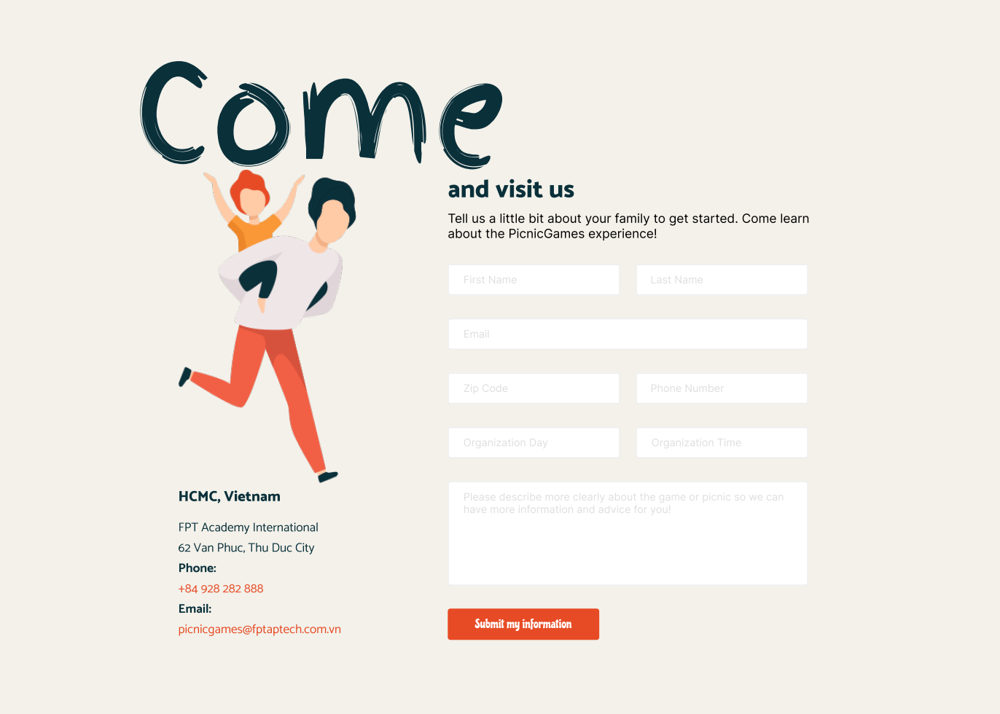 Come
and visit us
Tell us a little bit about your family to get started. Come learn
about the PicnicGames experience!
First Name
Last Name
Email
Zip Code
Phone Number
Organization Day
Organization Time
Please describe more clearly about the game or picnic so we can
have more information and advice for you!
Submit my information
HCMC, Vietnam
FPT Academy International
62 Van Phuc, Thu Duc City
Phone:
+84 928 282 888
Email:
picnicgames@fptaptech.com.vn